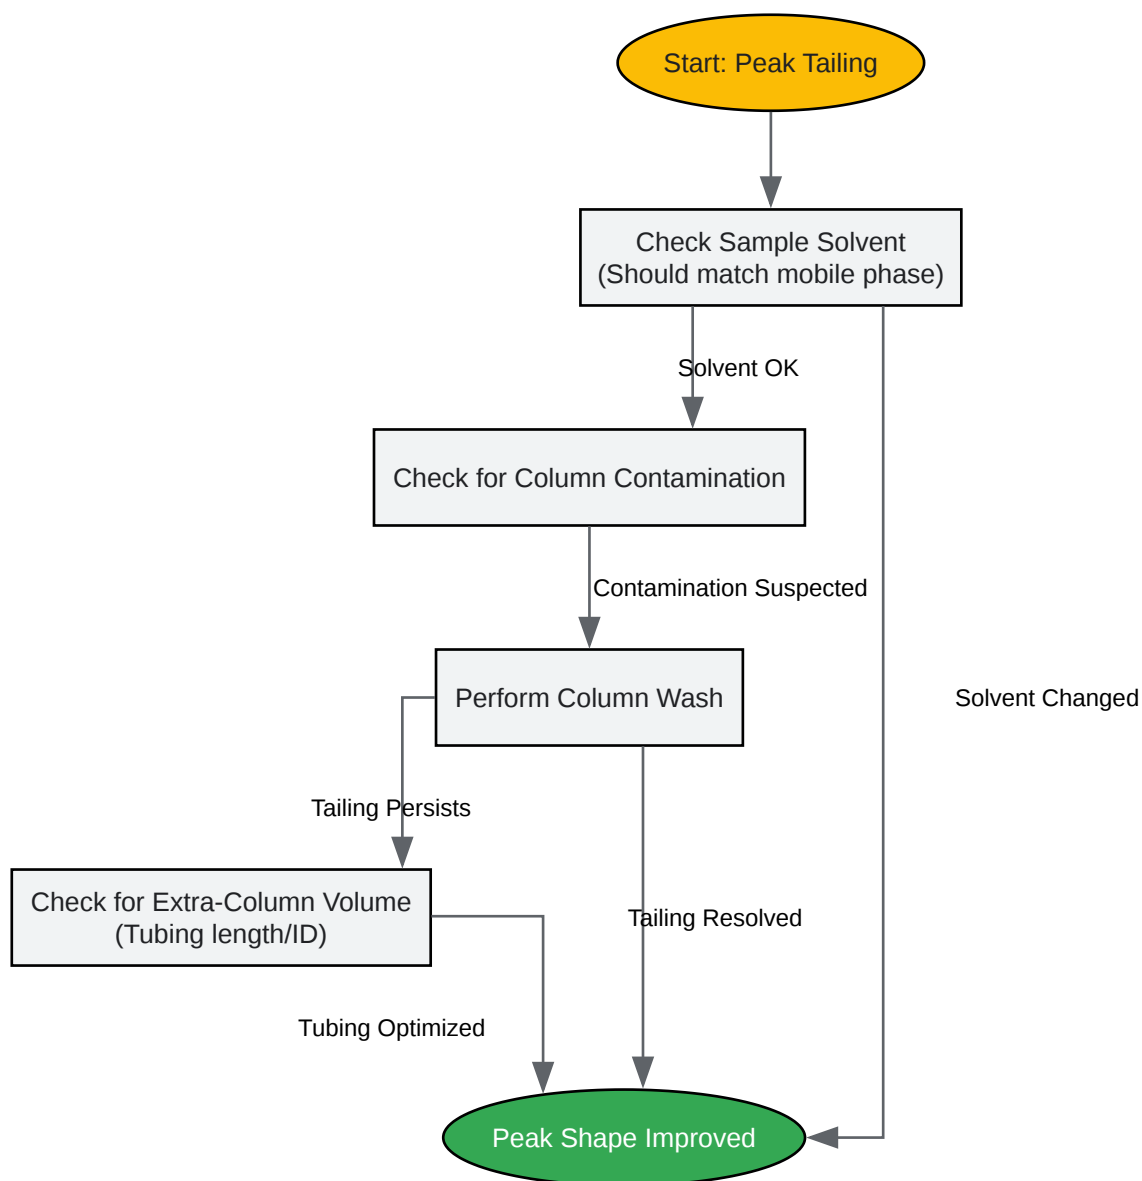 Start: Peak Tailing
Check Sample Solvent
(Should match mobile phase)
Solvent OK
Check for Column Contamination
Contamination Suspected
Perform Column Wash
Solvent Changed
Tailing Persists
Check for Extra-Column Volume
(Tubing length/ID)
Tailing Resolved
Tubing Optimized
Peak Shape Improved